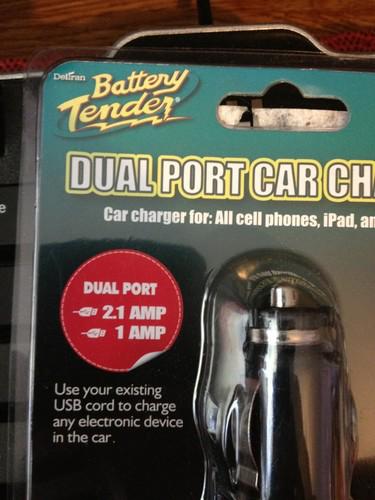 Deltran
Battery
Tender®
DUAL PORT CAR CH
Car charger for: All cell phones, iPad, an
DUAL PORT
2.1 AMP
1 AMP
Use your existing
USB cord to charge
any electronic device
in the car.
e